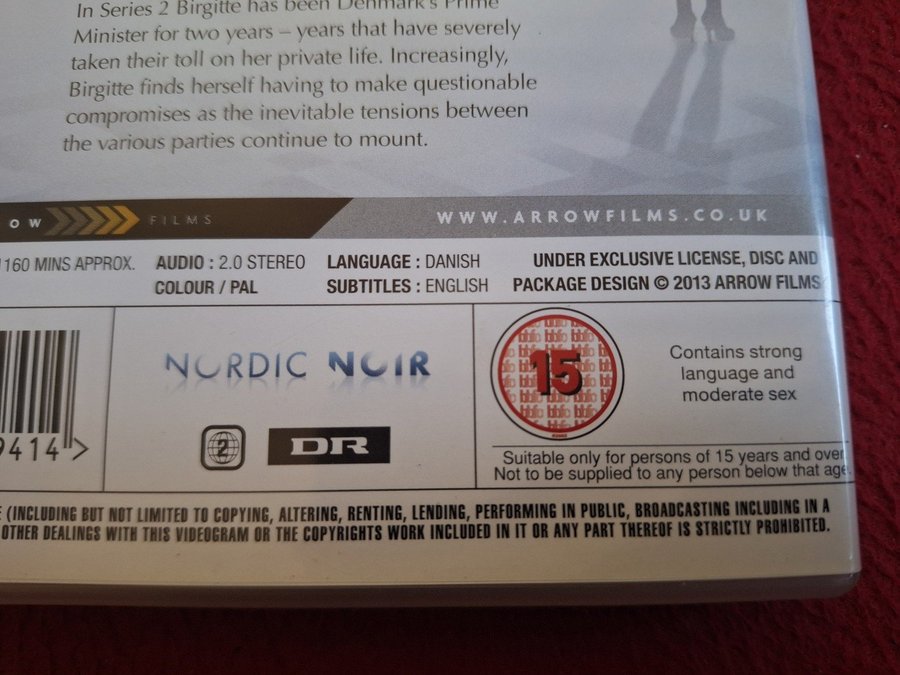 In Series 2 Birgitte has been Denmark's Prime
Minister for two years – years that have severely
taken their toll on her private life. Increasingly,
Birgitte finds herself having to make questionable
compromises as the inevitable tensions between
the various parties continue to mount.
OW FILMS
WWW.ARROWFILMS.CO.UK
1160 MINS APPROX. AUDIO : 2.0 STEREO LANGUAGE : DANISH UNDER EXCLUSIVE LICENSE, DISC AND
COLOUR / PAL SUBTITLES : ENGLISH PACKAGE DESIGN © 2013 ARROW FILMS
9414>
NORDIC NOIR
2
DR
15
Contains strong
language and
moderate sex
Suitable only for persons of 15 years and over
Not to be supplied to any person below that age.
E (INCLUDING BUT NOT LIMITED TO COPYING, ALTERING, RENTING, LENDING, PERFORMING IN PUBLIC, BROADCASTING INCLUDING IN A
OTHER DEALINGS WITH THIS VIDEOGRAM OR THE COPYRIGHTS WORK INCLUDED IN IT OR ANY PART THEREOF IS STRICTLY PROHIBITED.